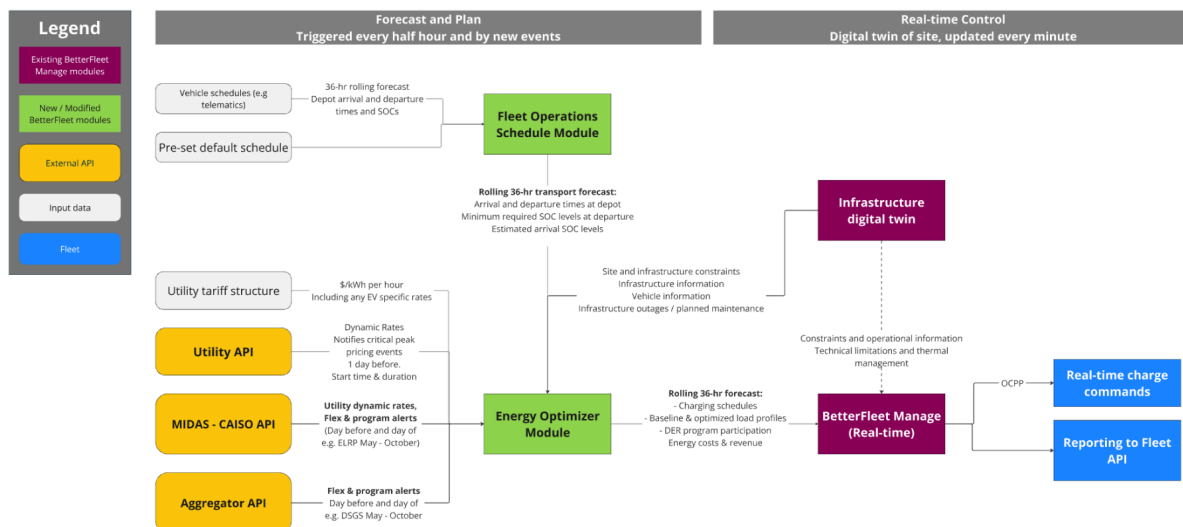 Legend
Existing BetterFleet
Manage modules
New / Modified
BetterFleet modules
External API
Input data
Fleet
Forecast and Plan
Triggered every half hour and by new events
Real-time Control
Digital twin of site, updated every minute
Vehicle schedules (e.g
telematics)
36-hr rolling forecast
Depot arrival and departure
times and SOCs
Pre-set default schedule
Fleet Operations
Schedule Module
Rolling 36-hr transport forecast:
Arrival and departure times at depot
Minimum required SOC levels at departure
Estimated arrival SOC levels
Infrastructure
digital twin
Site and infrastructure constraints
Infrastructure information
Vehicle information
Infrastructure outages / planned maintenance
Utility tariff structure
$/kWh per hour
Including any EV specific rates
Utility API
Dynamic Rates
Notifies critical peak
pricing events
1 day before.
Start time & duration
Constraints and operational information
Technical limitations and thermal
management
MIDAS - CAISO API
Utility dynamic rates,
Flex & program alerts
(Day before and day of
e.g. ELRP May - October)
Energy Optimizer
Module
Rolling 36-hr forecast:
- Charging schedules
- Baseline & optimized load profiles
- DER program participation
Energy costs & revenue
BetterFleet Manage
(Real-time)
OCPP
Real-time charge
commands
Reporting to Fleet
API
Aggregator API
Flex & program alerts
Day before and day of
e.g. DSGS May - October